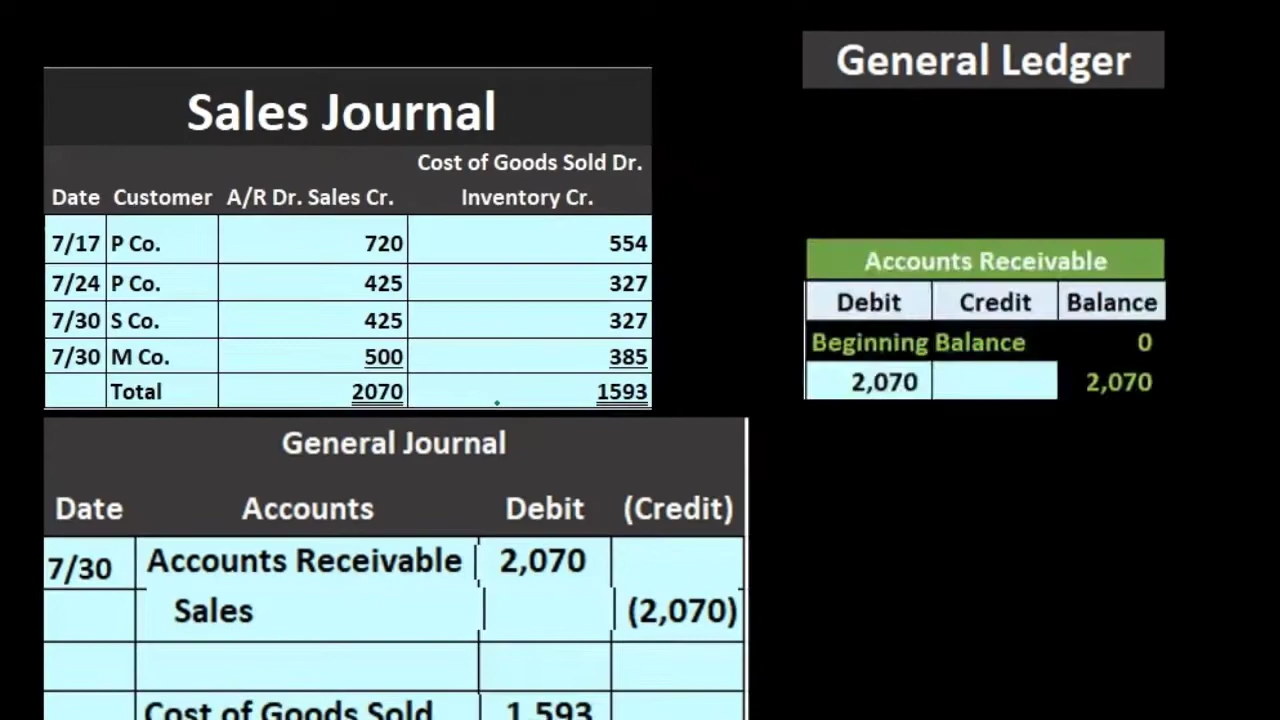 General Ledger
Sales Journal
Cost of Goods Sold Dr.
Date Customer A/R Dr. Sales Cr. Inventory Cr.
7/17 P Co. 720 554
7/24 P Co. 425 327
7/30 S Co. 425 327
7/30 M Co. 500 385
Total 2070 1593
Accounts Receivable
Debit Credit Balance
Beginning Balance 0
2,070 2,070
General Journal
Date Accounts Debit (Credit)
7/30 Accounts Receivable 2,070
Sales (2,070)
Cost of Goods Sold 1,593